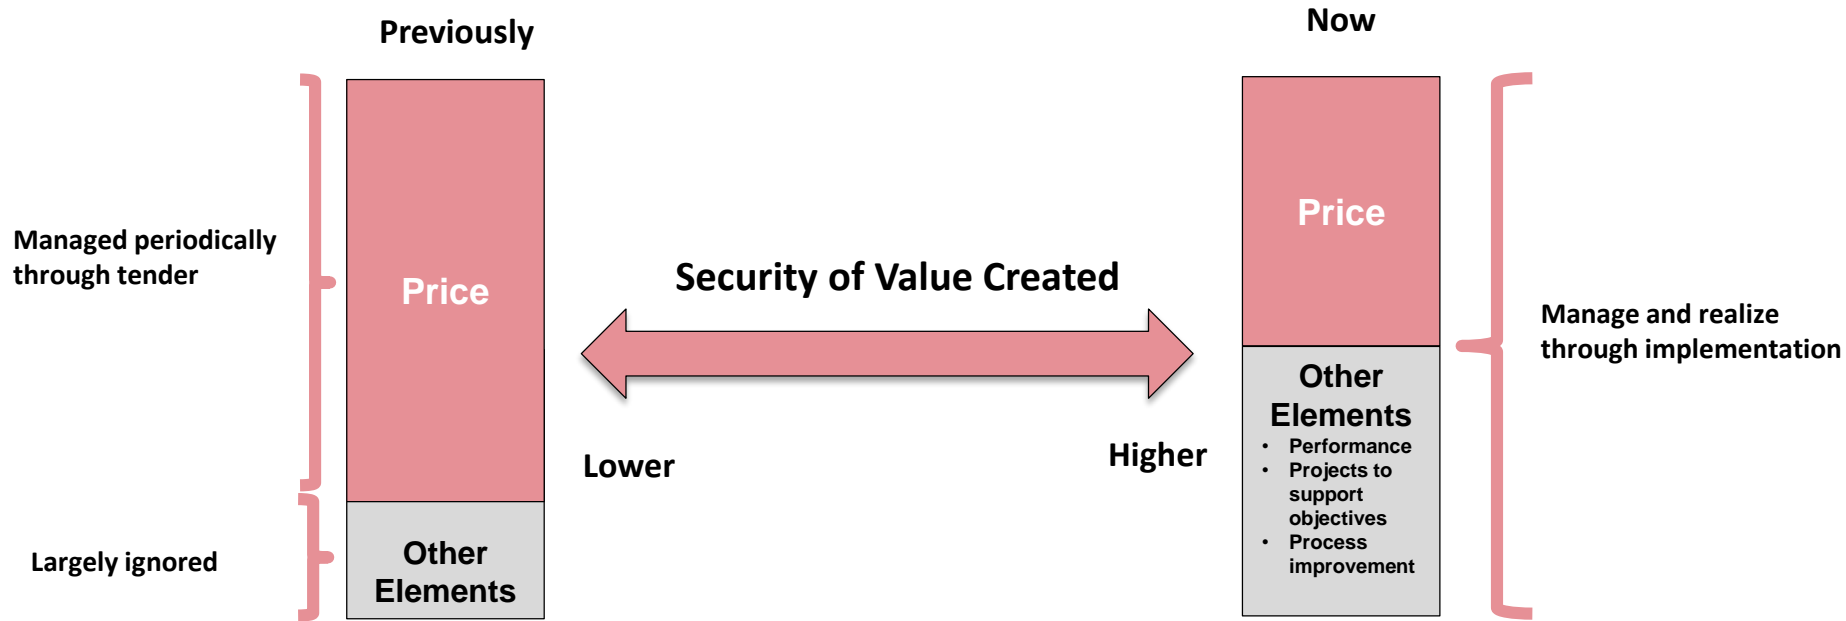 Previously
Now
Managed periodically
through tender
Price
Largely ignored
Other
Elements
Security of Value Created
Lower
Higher
Price
Other
Elements
• Performance
• Projects to
support
objectives
• Process
improvement
Manage and realize
through implementation